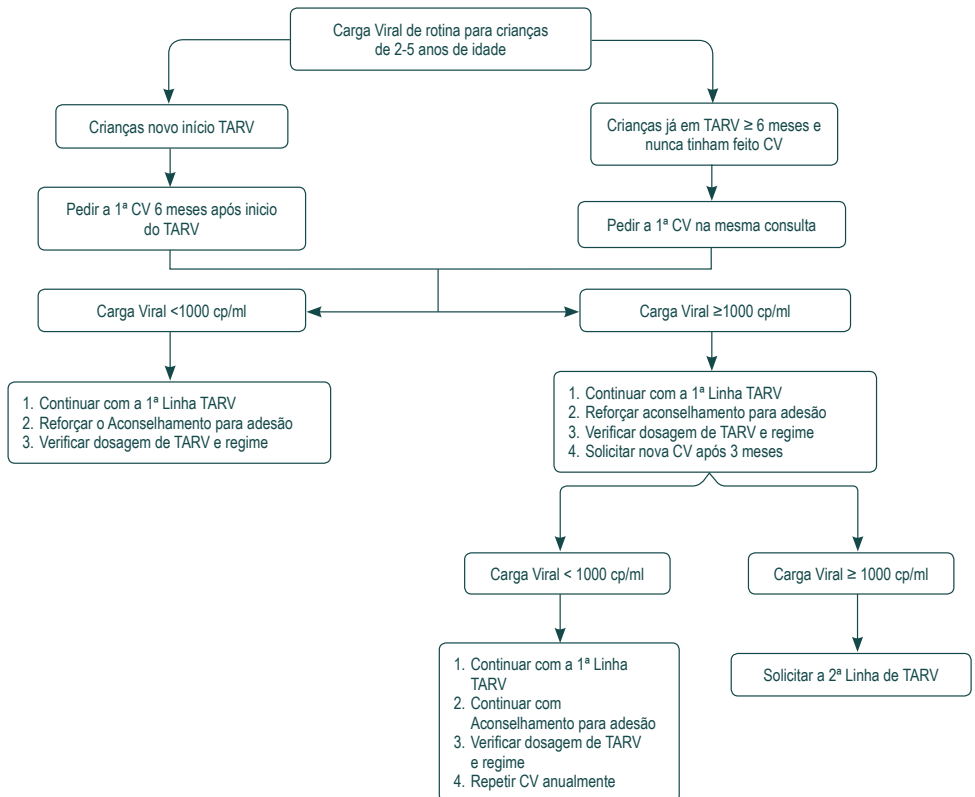 Carga Viral de rotina para crianças
de 2-5 anos de idade
Crianças novo início TARV
Crianças já em TARV ≥ 6 meses e
nunca tinham feito CV
Pedir a 1ª CV 6 meses após inicio
do TARV
Pedir a 1ª CV na mesma consulta
Carga Viral <1000 cp/ml
Carga Viral ≥1000 cp/ml
1. Continuar com a 1ª Linha TARV
2. Reforçar o Aconselhamento para adesão
3. Verificar dosagem de TARV e regime
1. Continuar com a 1ª Linha TARV
2. Reforçar aconselhamento para adesão
3. Verificar dosagem de TARV e regime
4. Solicitar nova CV após 3 meses
Carga Viral < 1000 cp/ml
Carga Viral ≥ 1000 cp/ml
1. Continuar com a 1ª Linha
TARV
2. Continuar com
Aconselhamento para adesão
3. Verificar dosagem de TARV
e regime
4. Repetir CV anualmente
Solicitar a 2ª Linha de TARV